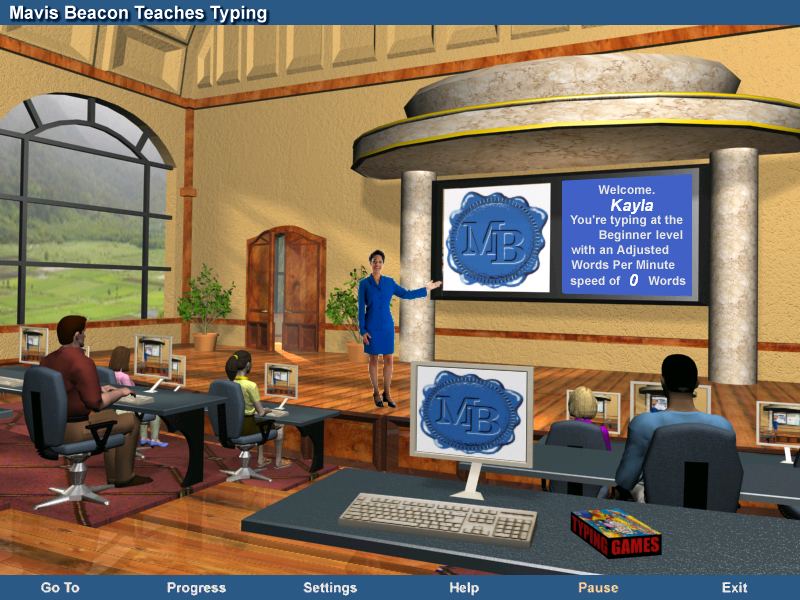 Mavis Beacon Teaches Typing
MB
Welcome.
Kayla
You're typing at the
Beginner level
with an Adjusted
Words Per Minute
speed of 0 Words
MB
TYPING GAMES
Go To Progress Settings Help Pause Exit